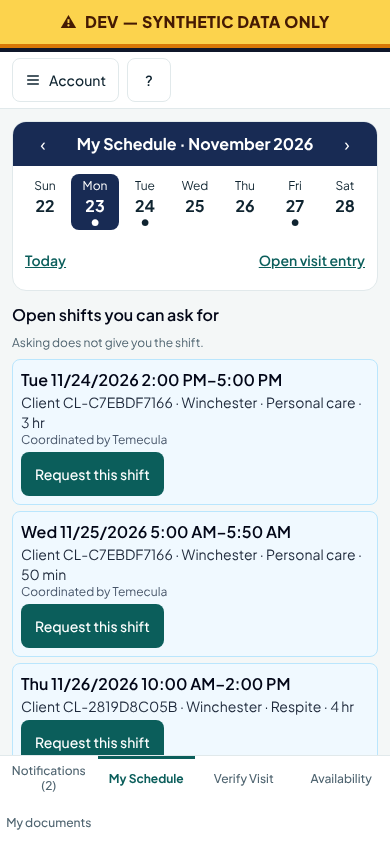 ⚠ DEV — SYNTHETIC DATA ONLY
☰ Account ?
‹ My Schedule · November 2026 ›
Sun Mon Tue Wed Thu Fri Sat
22 23 24 25 26 27 28
Today Open visit entry
Open shifts you can ask for
Asking does not give you the shift.
Tue 11/24/2026 2:00 PM–5:00 PM
Client CL-C7EBDF7166 · Winchester · Personal care ·
3 hr
Coordinated by Temecula
Request this shift
Wed 11/25/2026 5:00 AM–5:50 AM
Client CL-C7EBDF7166 · Winchester · Personal care ·
50 min
Coordinated by Temecula
Request this shift
Thu 11/26/2026 10:00 AM–2:00 PM
Client CL-2819D8C05B · Winchester · Respite · 4 hr
Request this shift
Notifications
(2)
My Schedule
Verify Visit
Availability
My documents